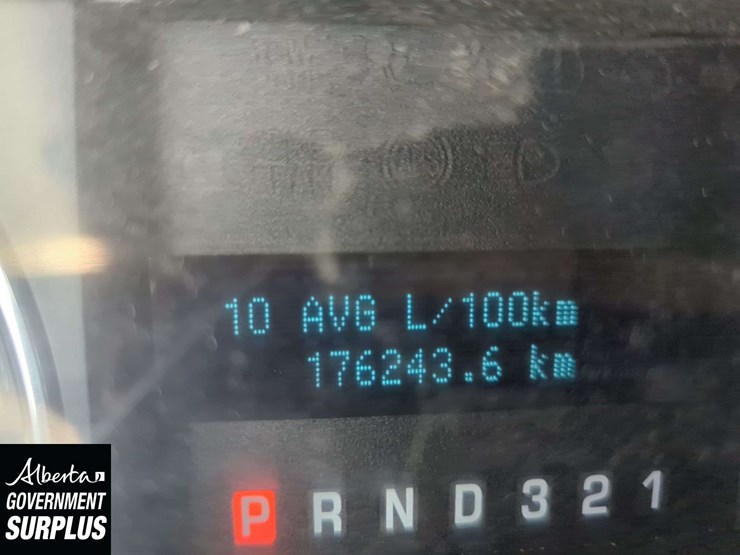 10 AVG L/100km
176243.6 km
P R N D 3 2 1
Alberta
GOVERNMENT
SURPLUS